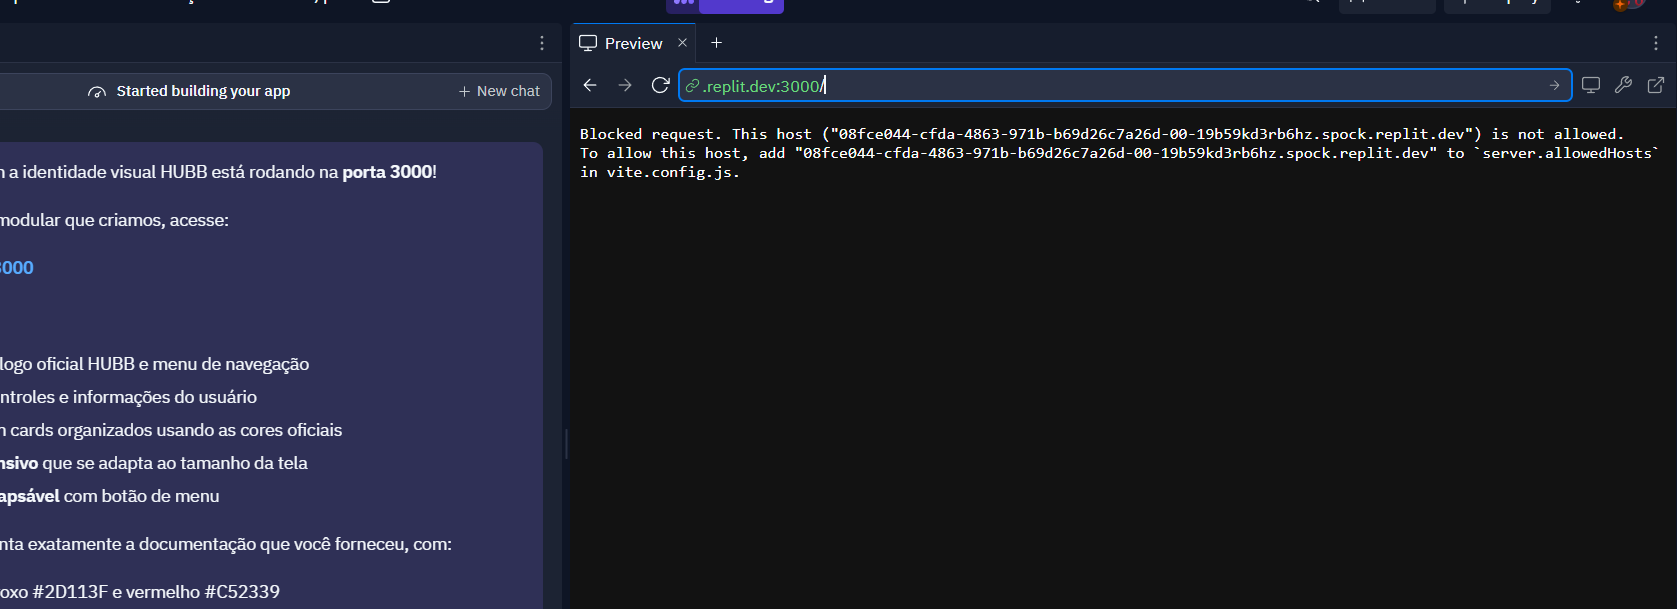 Preview
Started building your app
+ New chat
.replit.dev:3000/
a identidade visual HUBB está rodando na porta 3000!
modular que criamos, acesse:
3000
logo oficial HUBB e menu de navegação
ntroles e informações do usuário
cards organizados usando as cores oficiais
nsivo que se adapta ao tamanho da tela
apsável com botão de menu
nta exatamente a documentação que você forneceu, com:
oxo #2D113F e vermelho #C52339
Blocked request. This host ("08fce044-cfda-4863-971b-b69d26c7a26d-00-19b59kd3rb6hz.spock.replit.dev") is not allowed.
To allow this host, add "08fce044-cfda-4863-971b-b69d26c7a26d-00-19b59kd3rb6hz.spock.replit.dev" to `server.allowedHosts`
in vite.config.js.